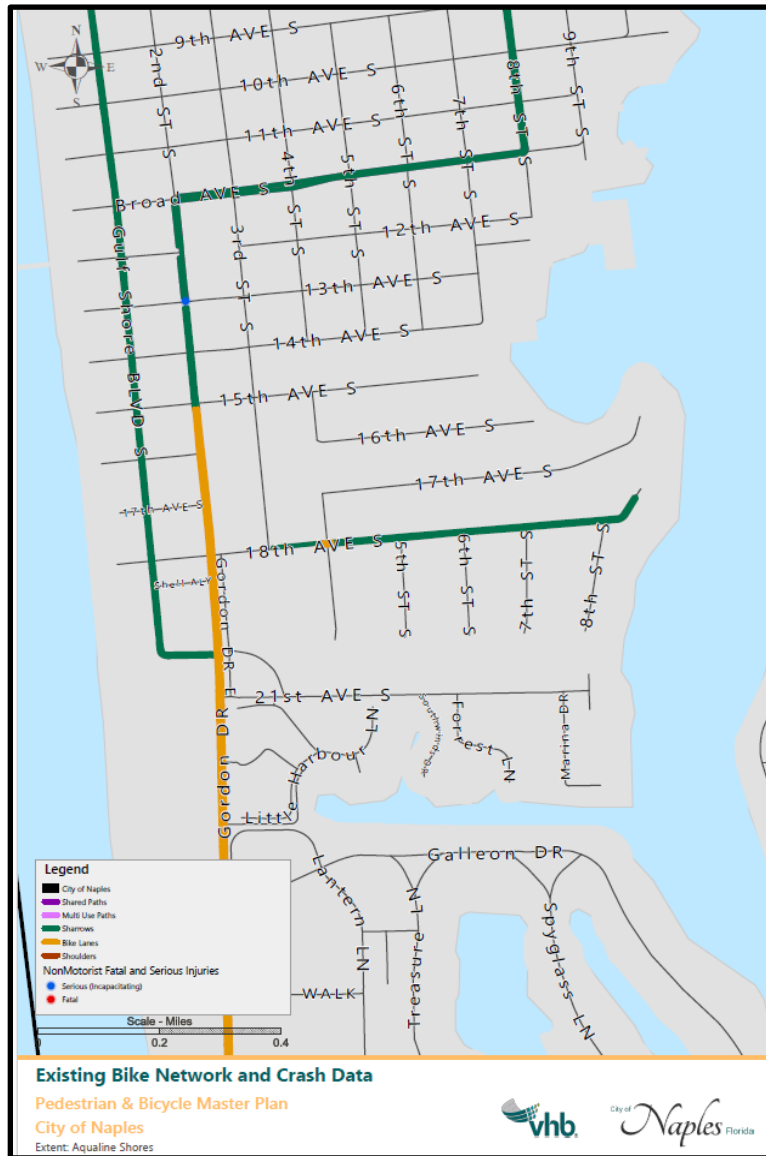 N
W E
S
9th AVE S
2nd ST S
10th AVE S
8th ST S
9th ST S
6th ST S
7th ST S
11th AVE S
4th ST S
5th ST S
Broad AVE S
3rd ST S
12th AVE S
Gulf Shore BLVD S
13th AVE S
14th AVE S
15th AVE S
16th AVE S
17th AVE S
17th AVE S
18th AVE S
5th ST S
6th ST S
7th ST S
8th ST S
Shell ALY
Gordon DR E
21st AVE S
Southwinds DR
Forrest LN
Marina DR
Gordon DR
Little Harbour LN
Galleon DR
Lantern LN
Treasure LN
Spyglass LN
WALK
Legend
City of Naples
Shared Paths
Multi Use Paths
Sharrows
Bike Lanes
Shoulders
NonMotorist Fatal and Serious Injuries
Serious (Incapacitating)
Fatal
Scale - Miles
0 0.2 0.4
Existing Bike Network and Crash Data
Pedestrian & Bicycle Master Plan
City of Naples
Extent: Aqualine Shores
vhb
City of
Naples Florida